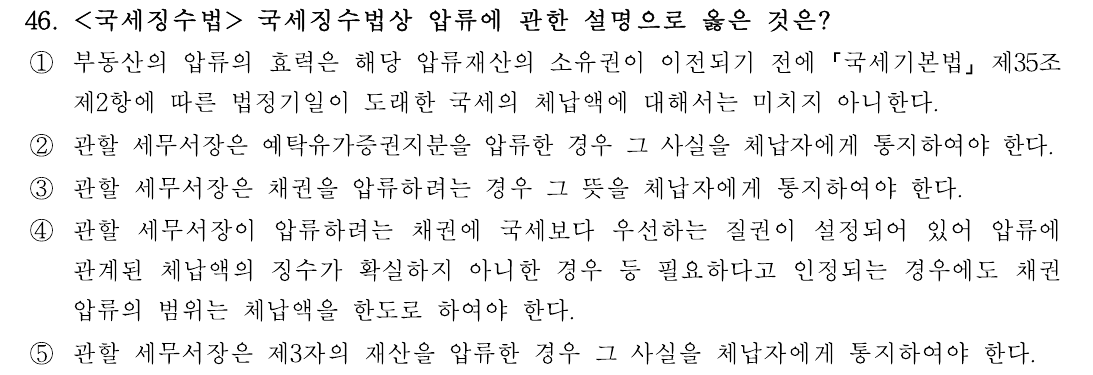 46. <국세징수법> 국세징수법상 압류에 관한 설명으로 옳은 것은?
① 부동산의 압류의 효력은 해당 압류재산의 소유권이 이전되기 전에 「국세기본법」 제35조
제2항에 따른 법정기일이 도래한 국세의 체납액에 대해서는 미치지 아니한다.
② 관할 세무서장은 예탁유가증권지분을 압류한 경우 그 사실을 체납자에게 통지하여야 한다.
③ 관할 세무서장은 채권을 압류하려는 경우 그 뜻을 체납자에게 통지하여야 한다.
④ 관할 세무서장이 압류하려는 채권에 국세보다 우선하는 질권이 설정되어 있어 압류에
관계된 체납액의 징수가 확실하지 아니한 경우 등 필요하다고 인정되는 경우에도 채권
압류의 범위는 체납액을 한도로 하여야 한다.
⑤ 관할 세무서장은 제3자의 재산을 압류한 경우 그 사실을 체납자에게 통지하여야 한다.